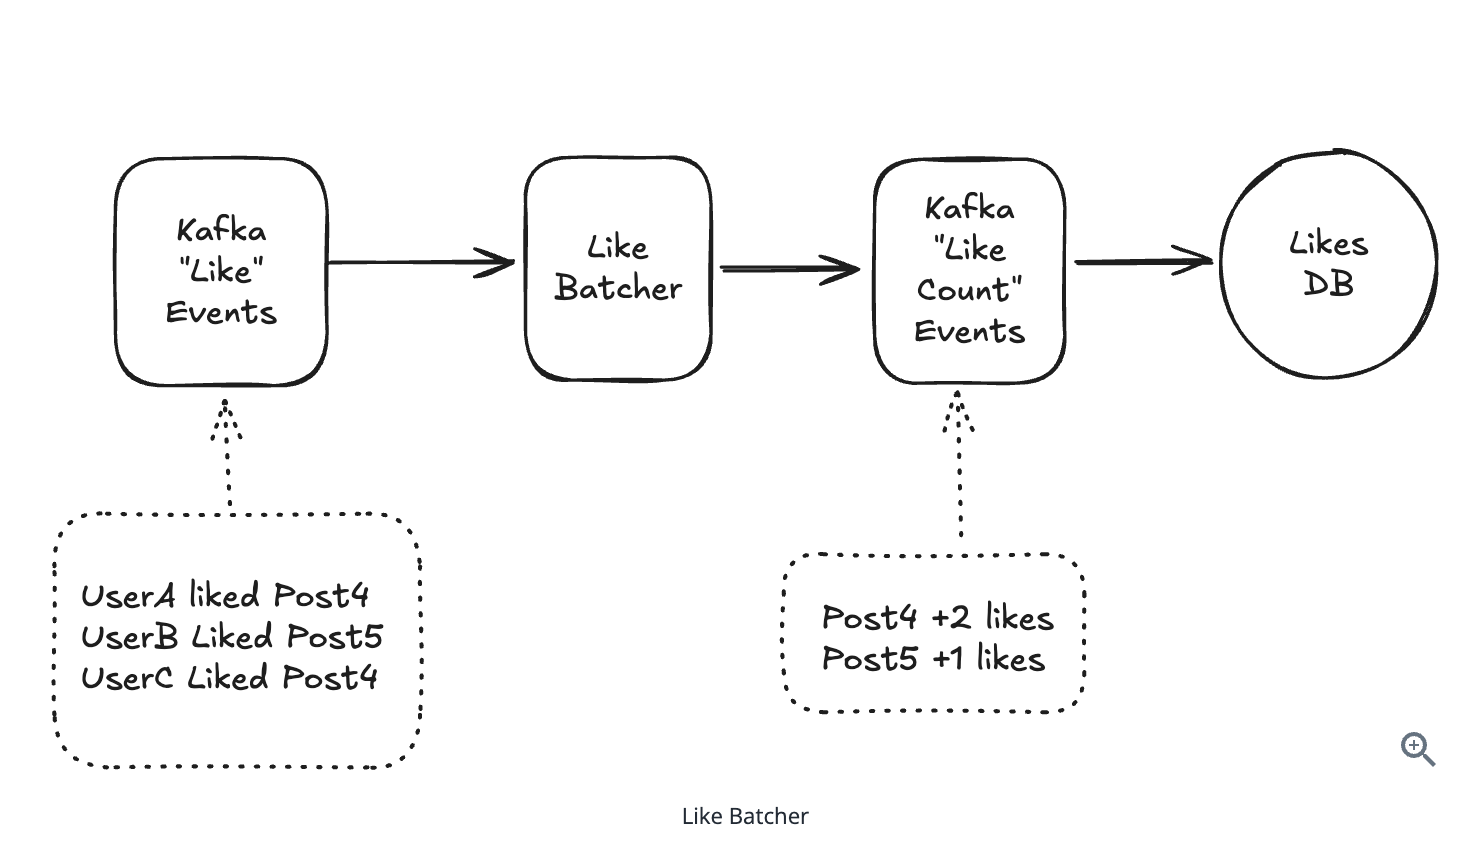 Kafka
"Like"
Events
Like
Batcher
Kafka
"Like
Count"
Events
Likes
DB
UserA liked Post4
UserB Liked Post5
UserC Liked Post4
Post4 +2 likes
Post5 +1 likes
Like Batcher